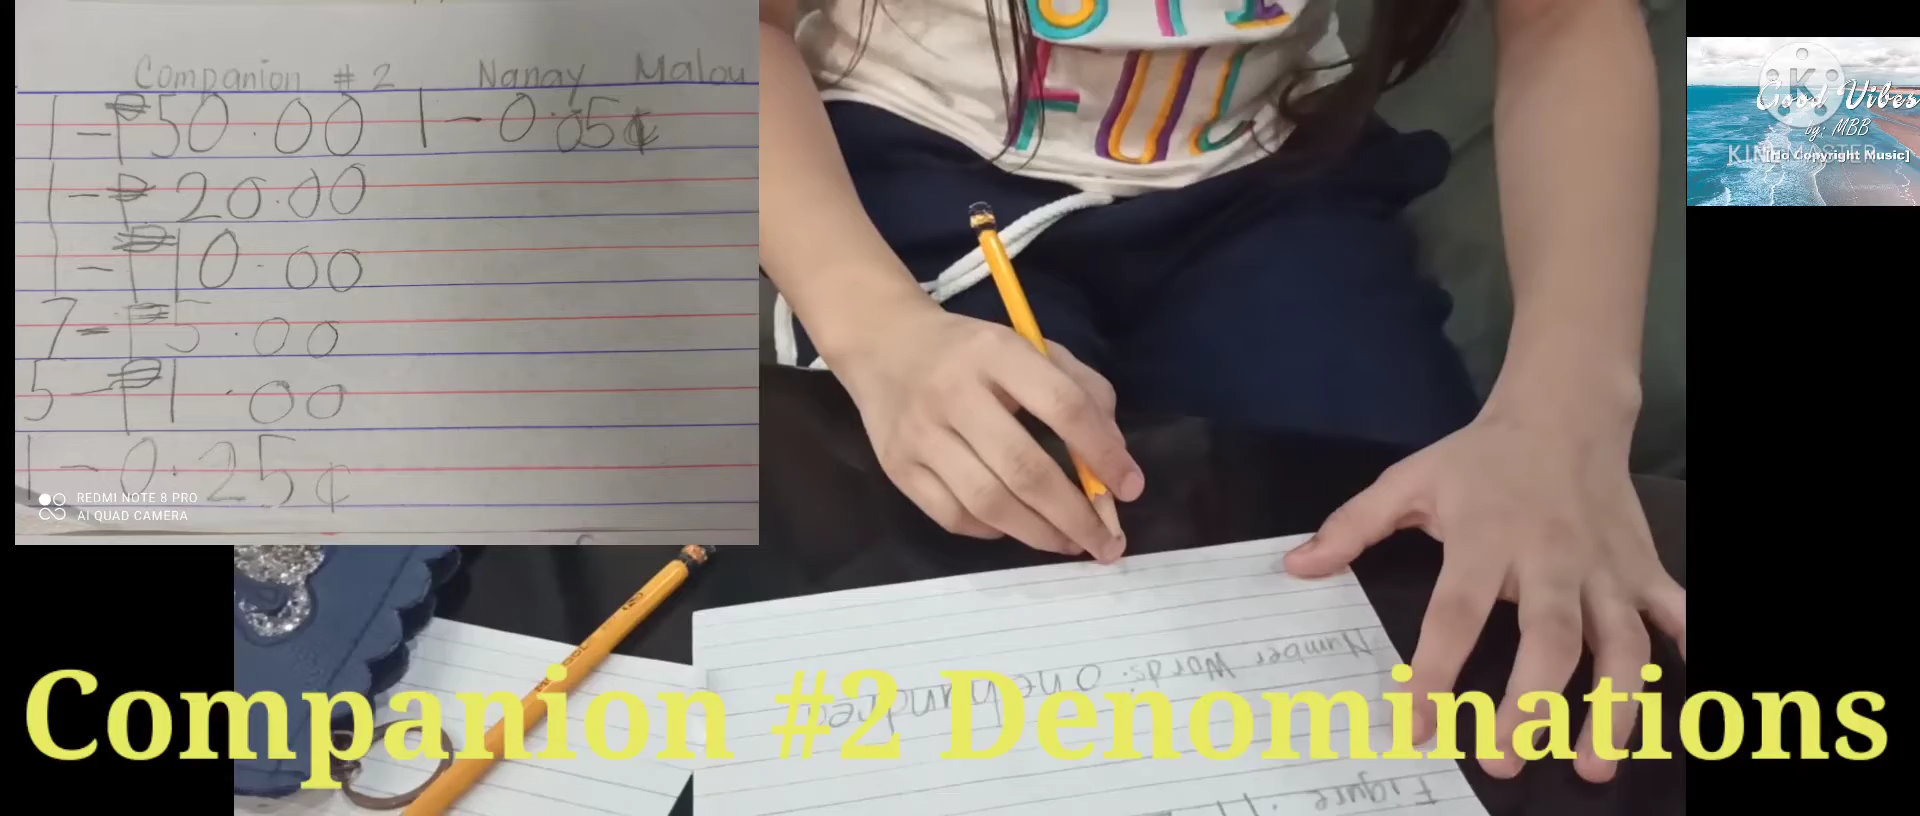 Companion # 2 Nanay Malou
1 - ₱50.00 1 - 0.05¢
1 - ₱20.00
1 - ₱10.00
7 - ₱5.00
5 - ₱1.00
1 - 0.25¢
REDMI NOTE 8 PRO
AI QUAD CAMERA
K
Good Vibes
by: MBB
KINEMASTER
[No Copyright Music]
Number Words: One hundred
Figure:
Companion #2 Denominations